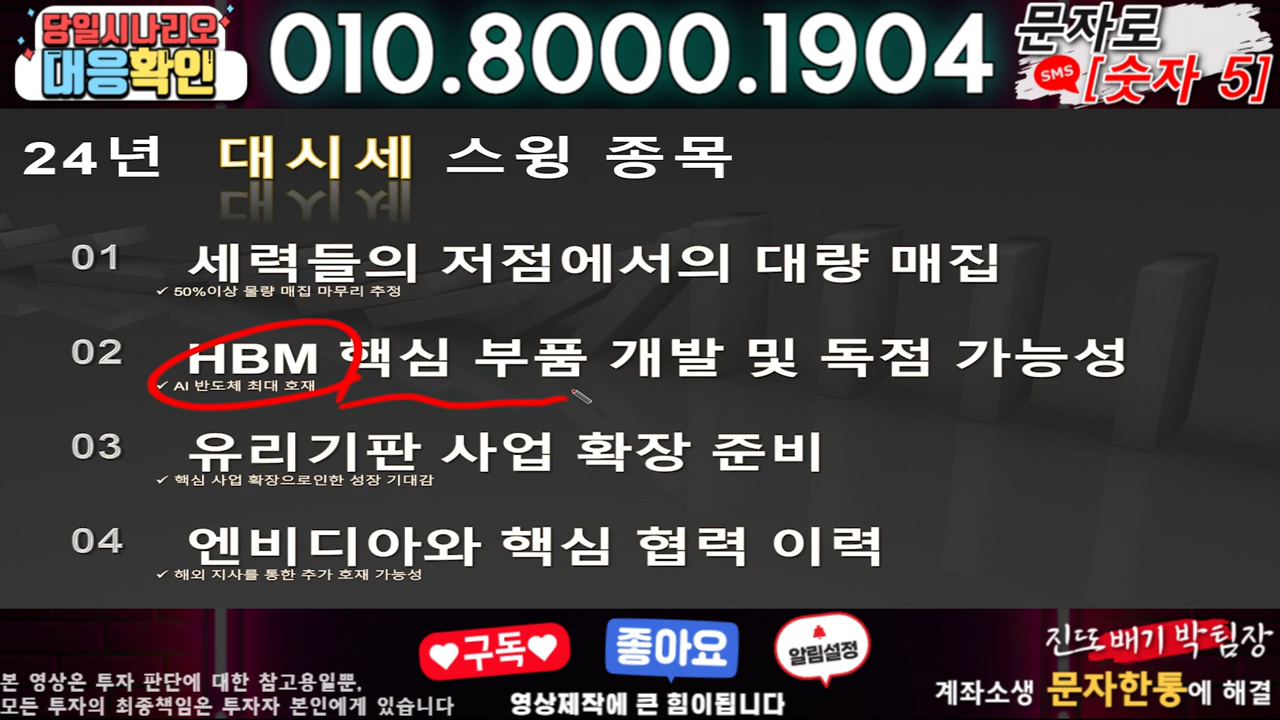 당일시나리오
대응확인
010.8000.1904
문자로
SMS
[숫자 5]
24년 대시세 스윙 종목
01 세력들의 저점에서의 대량 매집
✓ 50%이상 물량 매집 마무리 추정
02 HBM 핵심 부품 개발 및 독점 가능성
✓ AI 반도체 최대 호재
03 유리기판 사업 확장 준비
✓ 핵심 사업 확장으로인한 성장 기대감
04 엔비디아와 핵심 협력 이력
✓ 해외 지사를 통한 추가 호재 가능성
구독
좋아요
알림설정
영상제작에 큰 힘이됩니다
본 영상은 투자 판단에 대한 참고용일뿐,
모든 투자의 최종책임은 투자자 본인에게 있습니다
진또배기 박팀장
계좌소생 문자한통에 해결